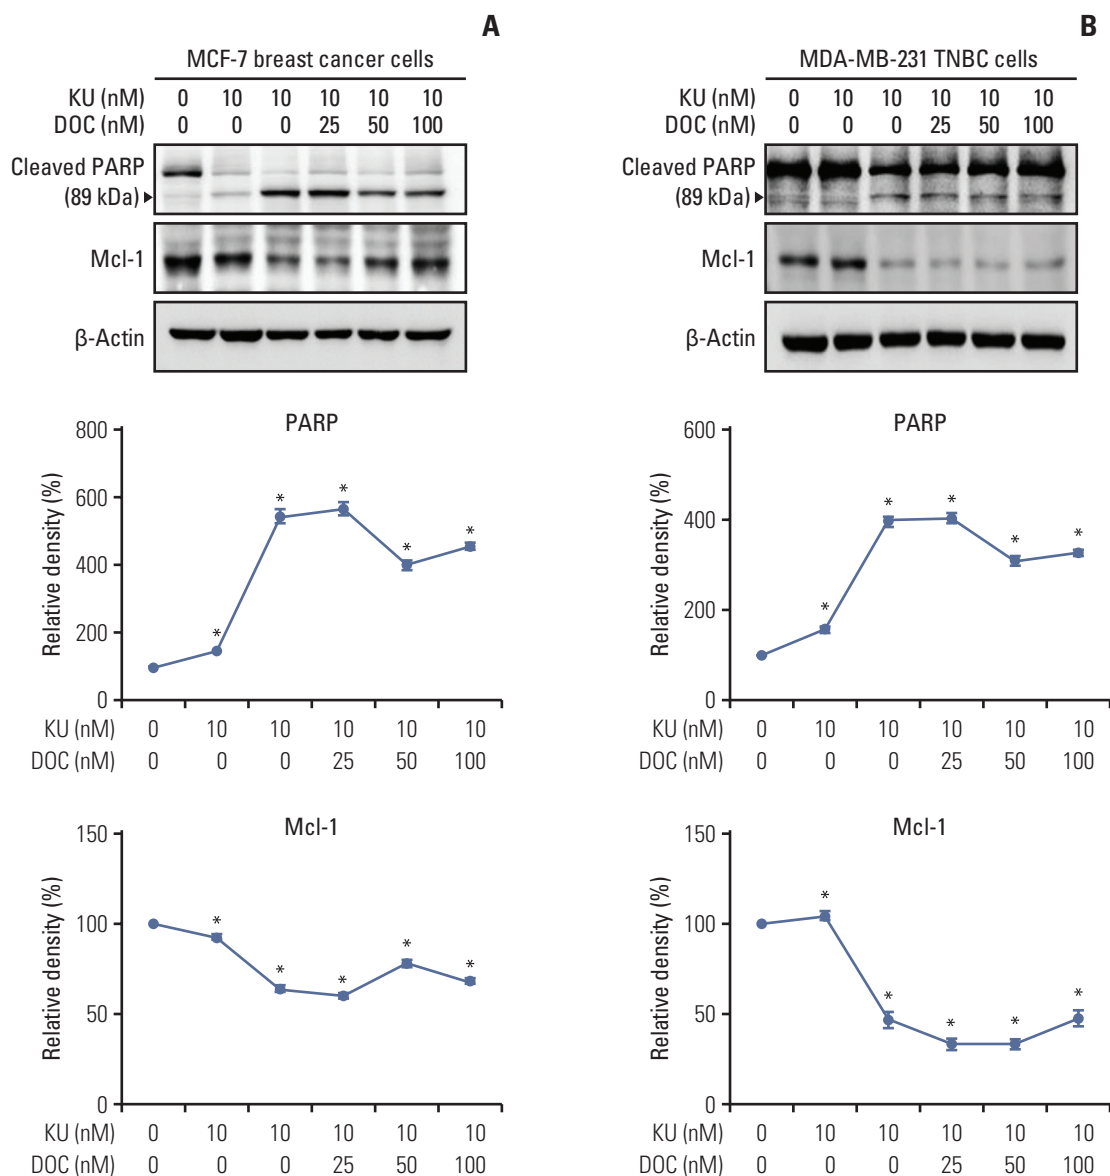 A
MCF-7 breast cancer cells
KU (nM) 0 10 10 10 10 10
DOC (nM) 0 0 0 25 50 100
Cleaved PARP
(89 kDa)
Mcl-1
β-Actin
PARP
Relative density (%)
800
600
400
200
0
* * * * *
KU (nM) 0 10 10 10 10 10
DOC (nM) 0 0 0 25 50 100
Mcl-1
Relative density (%)
150
100
50
0
* * * * *
KU (nM) 0 10 10 10 10 10
DOC (nM) 0 0 0 25 50 100
B
MDA-MB-231 TNBC cells
KU (nM) 0 10 10 10 10 10
DOC (nM) 0 0 0 25 50 100
Cleaved PARP
(89 kDa)
Mcl-1
β-Actin
PARP
Relative density (%)
600
400
200
0
* * * * *
KU (nM) 0 10 10 10 10 10
DOC (nM) 0 0 0 25 50 100
Mcl-1
Relative density (%)
150
100
50
0
* * * * *
KU (nM) 0 10 10 10 10 10
DOC (nM) 0 0 0 25 50 100